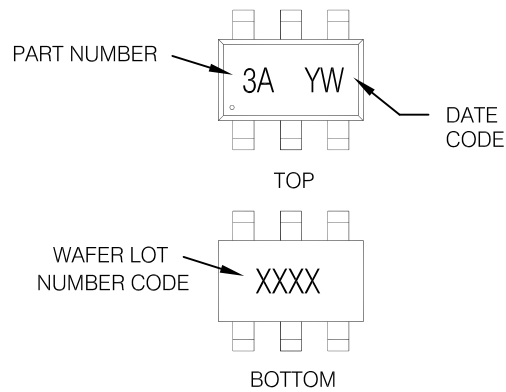 PART NUMBER
3A YW
DATE
CODE
TOP
WAFER LOT
NUMBER CODE
XXXX
BOTTOM